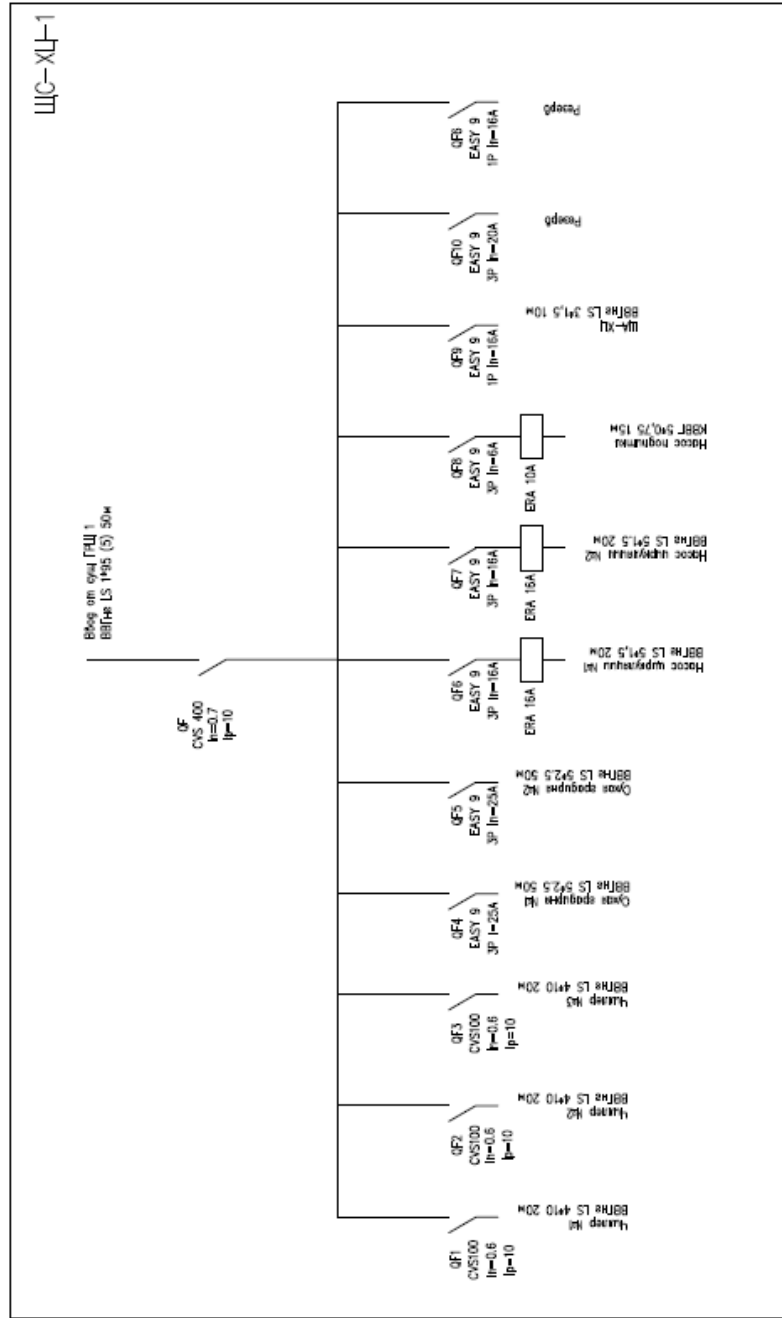 ЩС-ХЦ-1
Ввод от сущ ГРЩ 1
ВВГнг LS 1*95 (5) 50м
QF
CVS 400
In=0.7
Ip=10
QF1
CVS100
In=0.6
Ip=10
Чиллер №1
ВВГнг LS 4*10 20м
QF2
CVS100
In=0.6
Ip=10
Чиллер №2
ВВГнг LS 4*10 20м
QF3
CVS100
In=0.6
Ip=10
Чиллер №3
ВВГнг LS 4*10 20м
QF4
EASY 9
3P I=25A
Сухая градирня №1
ВВГнг LS 5*2.5 50м
QF5
EASY 9
3P In=25A
Сухая градирня №2
ВВГнг LS 5*2.5 50м
QF6
EASY 9
3P In=16A
ERA 16A
Насос циркуляции №1
ВВГнг LS 5*1,5 20м
QF7
EASY 9
3P In=16A
ERA 16A
Насос циркуляции №2
ВВГнг LS 5*1.5 20м
QF8
EASY 9
3P In=6A
ERA 10A
Насос подпитки
КВВГ 5*0,75 15м
QF9
EASY 9
1P In=16A
ЩА-ХЦ
ВВГнг LS 3*1,5 10м
QF10
EASY 9
3P In=20A
Резерв
EASY 9
1P In=16A
Резерв